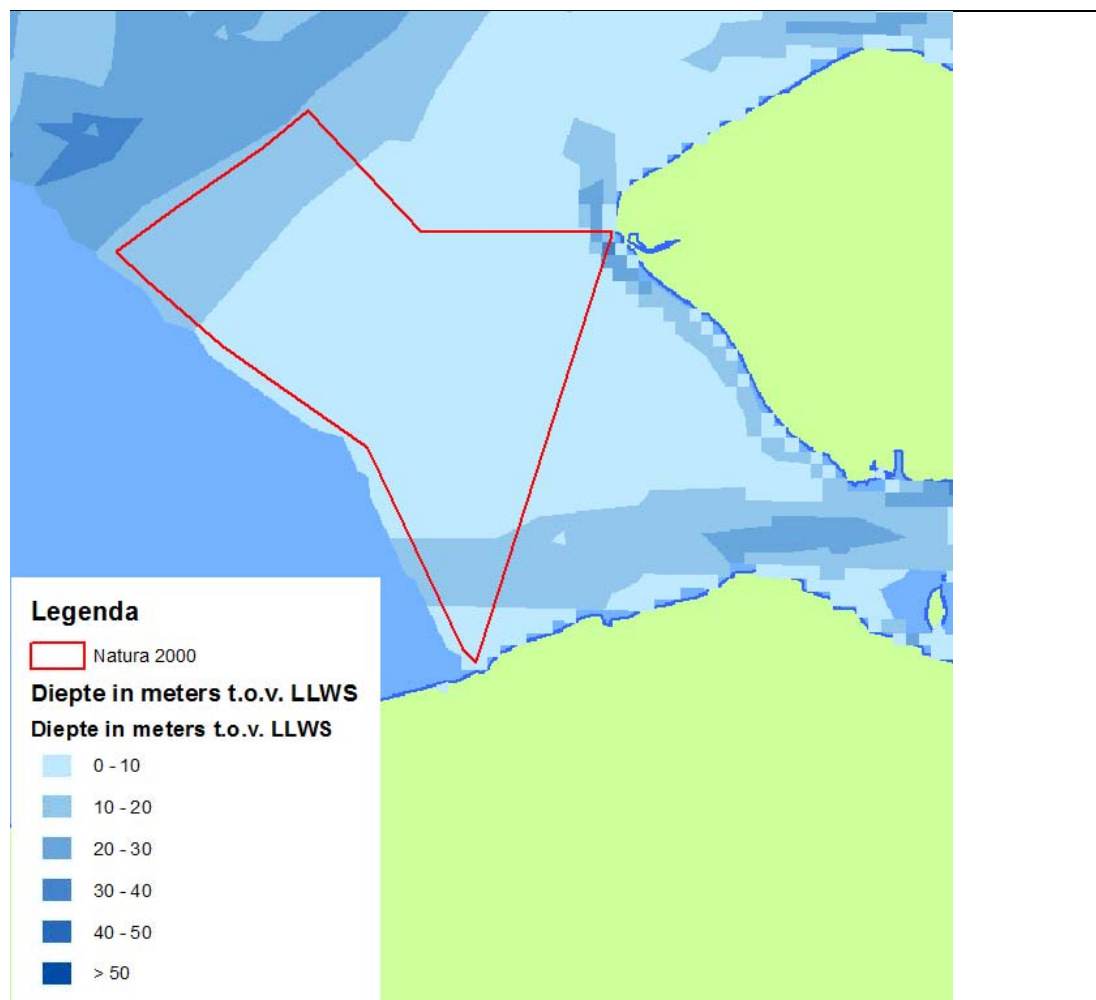 Legenda
Natura 2000
Diepte in meters t.o.v. LLWS
Diepte in meters t.o.v. LLWS
0 - 10
10 - 20
20 - 30
30 - 40
40 - 50
> 50